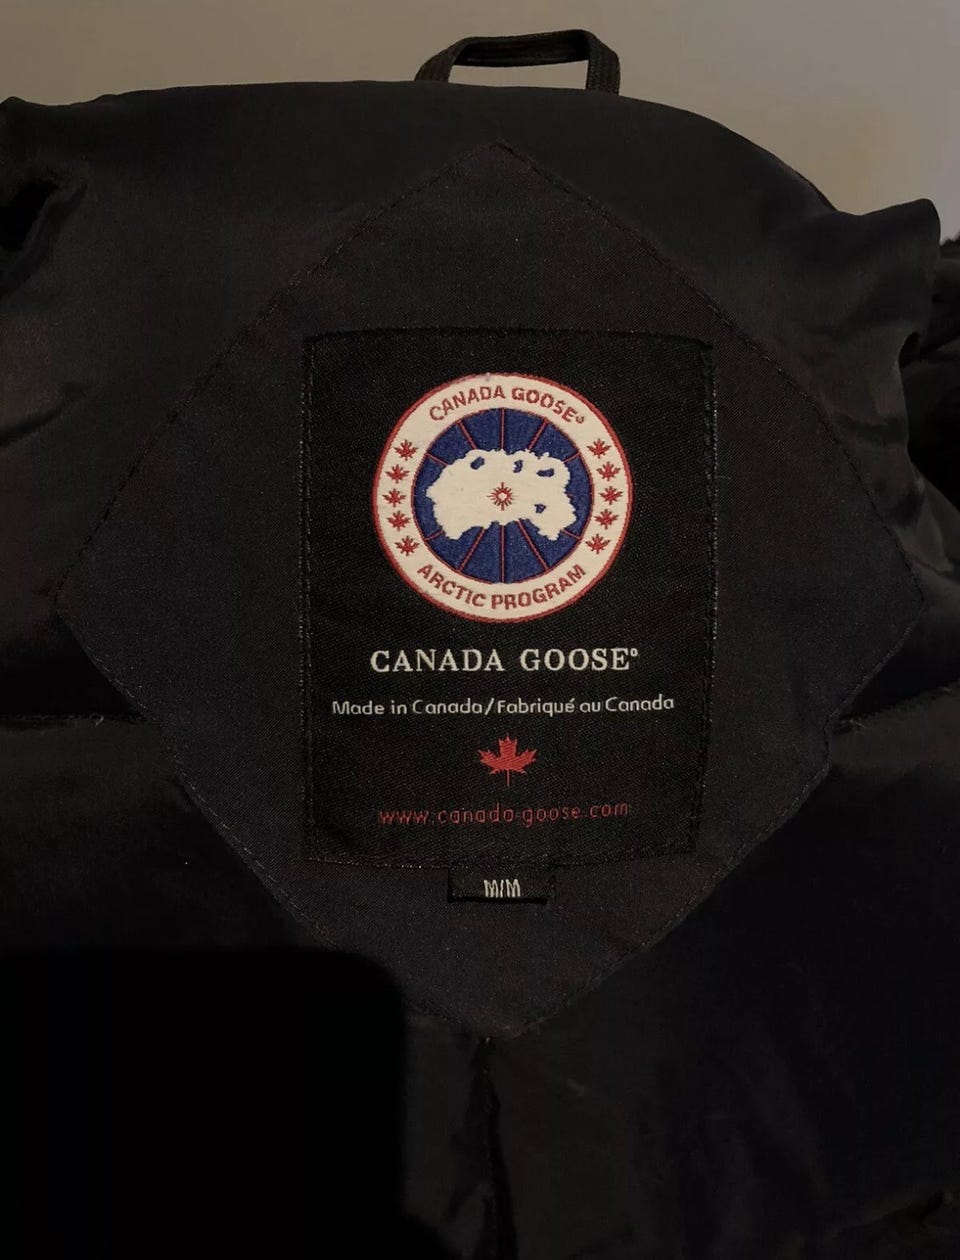 CANADA GOOSE®
ARCTIC PROGRAM
CANADA GOOSE®
Made in Canada/Fabriqué au Canada
www.canada-goose.com
M/M